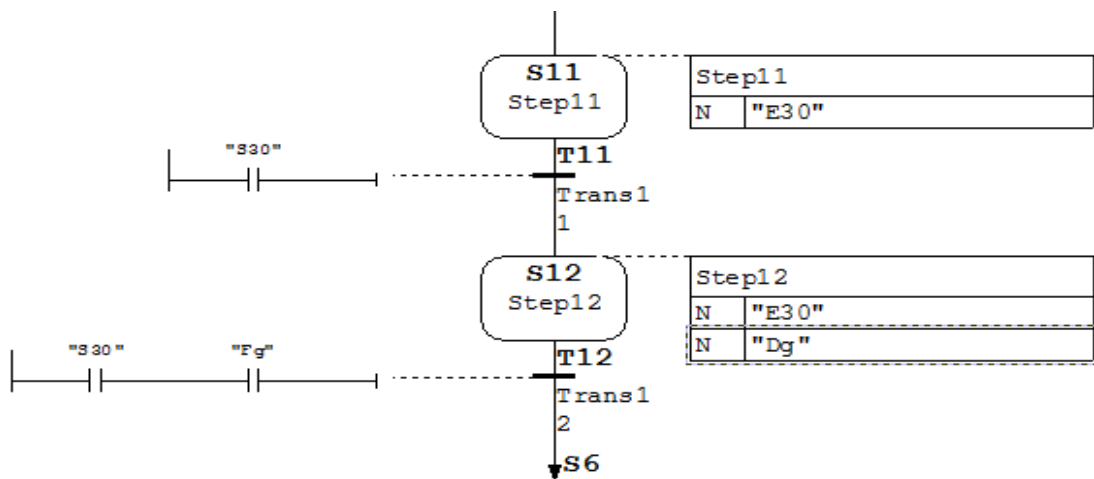 S11
Step11
Step11
N "E30"
"S30"
T11
Trans1
1
S12
Step12
Step12
N "E30"
N "Dg"
"S30" "Fg"
T12
Trans1
2
S6